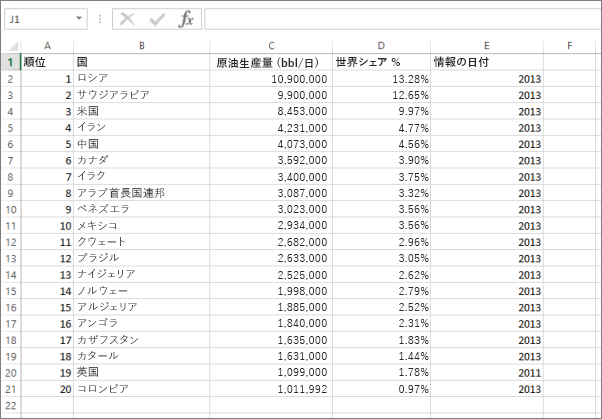 J1 fx
A B C D E F
1 順位 国 原油生産量 (bbl/日) 世界シェア % 情報の日付
2 1 ロシア 10,900,000 13.28% 2013
3 2 サウジアラビア 9,900,000 12.65% 2013
4 3 米国 8,453,000 9.97% 2013
5 4 イラン 4,231,000 4.77% 2013
6 5 中国 4,073,000 4.56% 2013
7 6 カナダ 3,592,000 3.90% 2013
8 7 イラク 3,400,000 3.75% 2013
9 8 アラブ首長国連邦 3,087,000 3.32% 2013
10 9 ベネズエラ 3,023,000 3.56% 2013
11 10 メキシコ 2,934,000 3.56% 2013
12 11 クウェート 2,682,000 2.96% 2013
13 12 ブラジル 2,633,000 3.05% 2013
14 13 ナイジェリア 2,525,000 2.62% 2013
15 14 ノルウェー 1,998,000 2.79% 2013
16 15 アルジェリア 1,885,000 2.52% 2013
17 16 アンゴラ 1,840,000 2.31% 2013
18 17 カザフスタン 1,635,000 1.83% 2013
19 18 カタール 1,631,000 1.44% 2013
20 19 英国 1,099,000 1.78% 2011
21 20 コロンビア 1,011,992 0.97% 2013
22